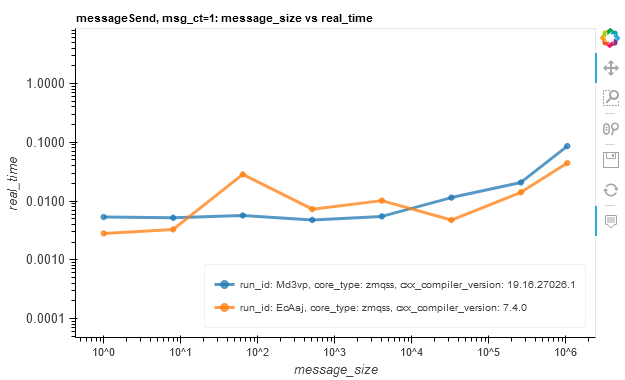 messageSend, msg_ct=1: message_size vs real_time
1.0000
0.1000
0.0100
0.0010
0.0001
real_time
run_id: Md3vp, core_type: zmqss, cxx_compiler_version: 19.16.27026.1
run_id: EcAaj, core_type: zmqss, cxx_compiler_version: 7.4.0
10^0 10^1 10^2 10^3 10^4 10^5 10^6
message_size